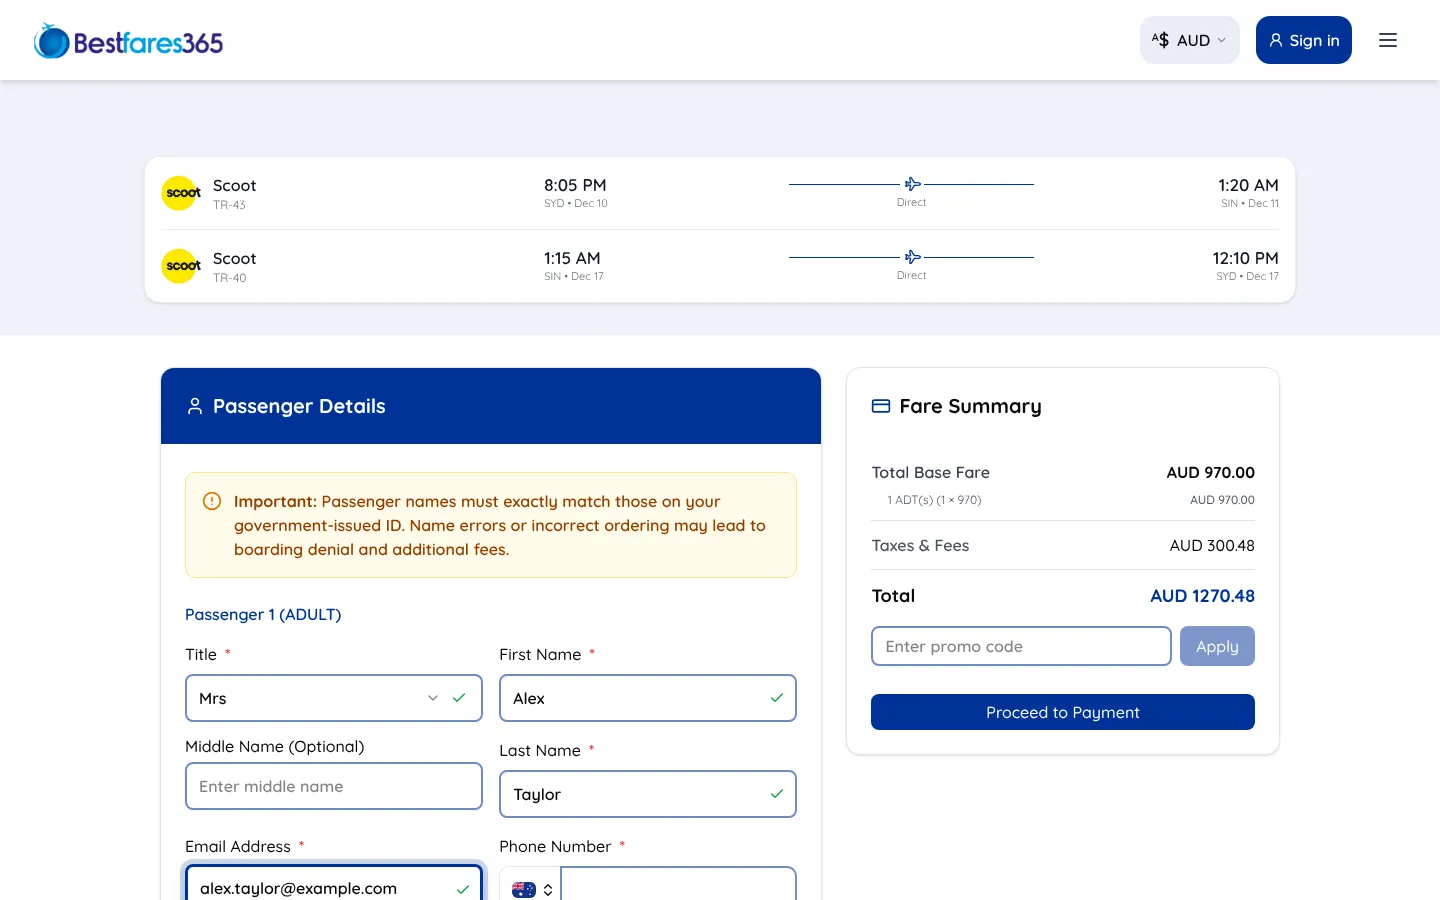 Bestfares365
A$ AUD
Sign in
scoot
Scoot
TR-43
8:05 PM
SYD • Dec 10
Direct
1:20 AM
SIN • Dec 11
scoot
Scoot
TR-40
1:15 AM
SIN • Dec 17
Direct
12:10 PM
SYD • Dec 17
Passenger Details
Important: Passenger names must exactly match those on your
government-issued ID. Name errors or incorrect ordering may lead to
boarding denial and additional fees.
Passenger 1 (ADULT)
Title *
Mrs
First Name *
Alex
Middle Name (Optional)
Enter middle name
Last Name *
Taylor
Email Address *
alex.taylor@example.com
Phone Number *
Fare Summary
Total Base Fare AUD 970.00
1 ADT(s) (1 × 970) AUD 970.00
Taxes & Fees AUD 300.48
Total AUD 1270.48
Enter promo code
Apply
Proceed to Payment